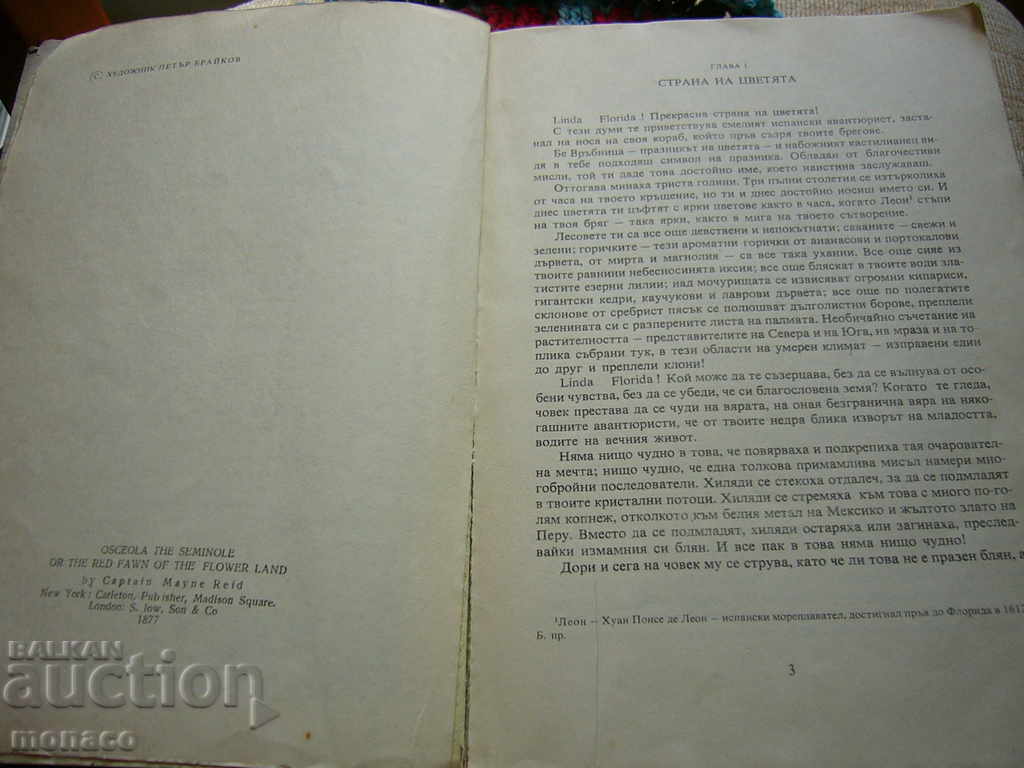 © ХУДОЖНИК ПЕТЪР БРАЙКОВ
OSCEOLA THE SEMINOLE
OR THE RED FAWN OF THE FLOWER LAND
by Captain Mayne Reid
New York: Carleton, Publisher, Madison Square.
London: S. low, Son & Co
1877
ГЛАВА 1
СТРАНА НА ЦВЕТЯТА
Linda Florida ! Прекрасна страна на цветята!
С тези думи те приветствува смелият испански авантюрист, заста-
нал на носа на своя кораб, който пръв съзря твоите брегове.
Бе Връбница – празникът на цветята – и набожният кастилианец ви-
дя в тебе подходящ символ на празника. Обладан от благочестиви
мисли, той ти даде това достойно име, което наистина заслужаваш.
Оттогава минаха триста години. Три пълни столетия се изтърколиха
от часа на твоето кръщение, но ти и днес достойно носиш името си. И
днес цветята ти цъфтят с ярки цветове както в часа, когато Леон¹ стъпи
на твоя бряг – така ярки, както в мига на твоето сътворение.
Лесовете ти са все още девствени и непокътнати; саваните – свежи и
зелени; горичките – тези ароматни горички от ананасови и портокалови
дървета, от мирта и магнолия – са все така уханни. Все още сияе из
твоите равнини небесносинята иксия; все още бляскат в твоите води зла-
тистите езерни лилии; над мочурищата се извисяват огромни кипариси,
гигантски кедри, каучукови и лаврови дървета; все още по полегатите
склонове от сребрист пясък се полюшват дълголистни борове, преплели
зеленината си с разперените листа на палмата. Необичайно съчетание на
растителността – представителите на Севера и на Юга, на мраза и на то-
плика събрани тук, в тези области на умерен климат – изправени един
до друг и преплели клони!
Linda Florida ! Кой може да те съзерцава, без да се вълнува от осо-
бени чувства, без да се убеди, че си благословена земя? Когато те гледа,
човек престава да се чуди на вярата, на оная безгранична вяра на няко-
гашните авантюристи, че от твоите недра блика изворът на младостта,
водите на вечния живот.
Няма нищо чудно в това, че повярваха и подкрепиха тая очаровател-
на мечта; нищо чудно, че една толкова примамлива мисъл намери мно-
гобройни последователи. Хиляди се стекоха отдалеч, за да се подмладят
в твоите кристални потоци. Хиляди се стремяха към това с много по-го-
лям копнеж, отколкото към белия метал на Мексико и жълтото злато на
Перу. Вместо да се подмладят, хиляди остаряха или загинаха, преслед-
вайки измамния си блян. И все пак в това няма нищо чудно!
Дори и сега на човек му се струва, като че ли това не е празен блян, а
¹Леон – Хуан Понсе де Леон – испански мореплавател, достигнал пръв до Флорида в 1612
Б. пр.
3
BALKAN
auction
monaco